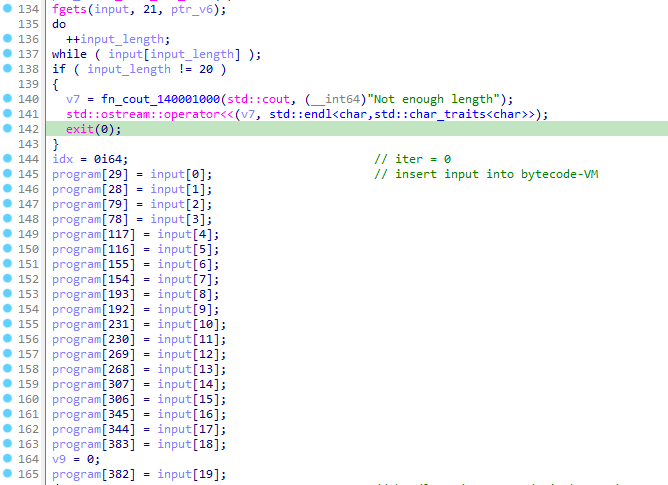 134 fgets(input, 21, ptr_v6);
135 do
136 ++input_length;
137 while ( input[input_length] );
138 if ( input_length != 20 )
139 {
140 v7 = fn_cout_140001000(std::cout, (__int64)"Not enough length");
141 std::ostream::operator<<(v7, std::endl<char,std::char_traits<char>>);
142 exit(0);
143 }
144 idx = 0i64; // iter = 0
145 program[29] = input[0]; // insert input into bytecode-VM
146 program[28] = input[1];
147 program[79] = input[2];
148 program[78] = input[3];
149 program[117] = input[4];
150 program[116] = input[5];
151 program[155] = input[6];
152 program[154] = input[7];
153 program[193] = input[8];
154 program[192] = input[9];
155 program[231] = input[10];
156 program[230] = input[11];
157 program[269] = input[12];
158 program[268] = input[13];
159 program[307] = input[14];
160 program[306] = input[15];
161 program[345] = input[16];
162 program[344] = input[17];
163 program[383] = input[18];
164 v9 = 0;
165 program[382] = input[19];